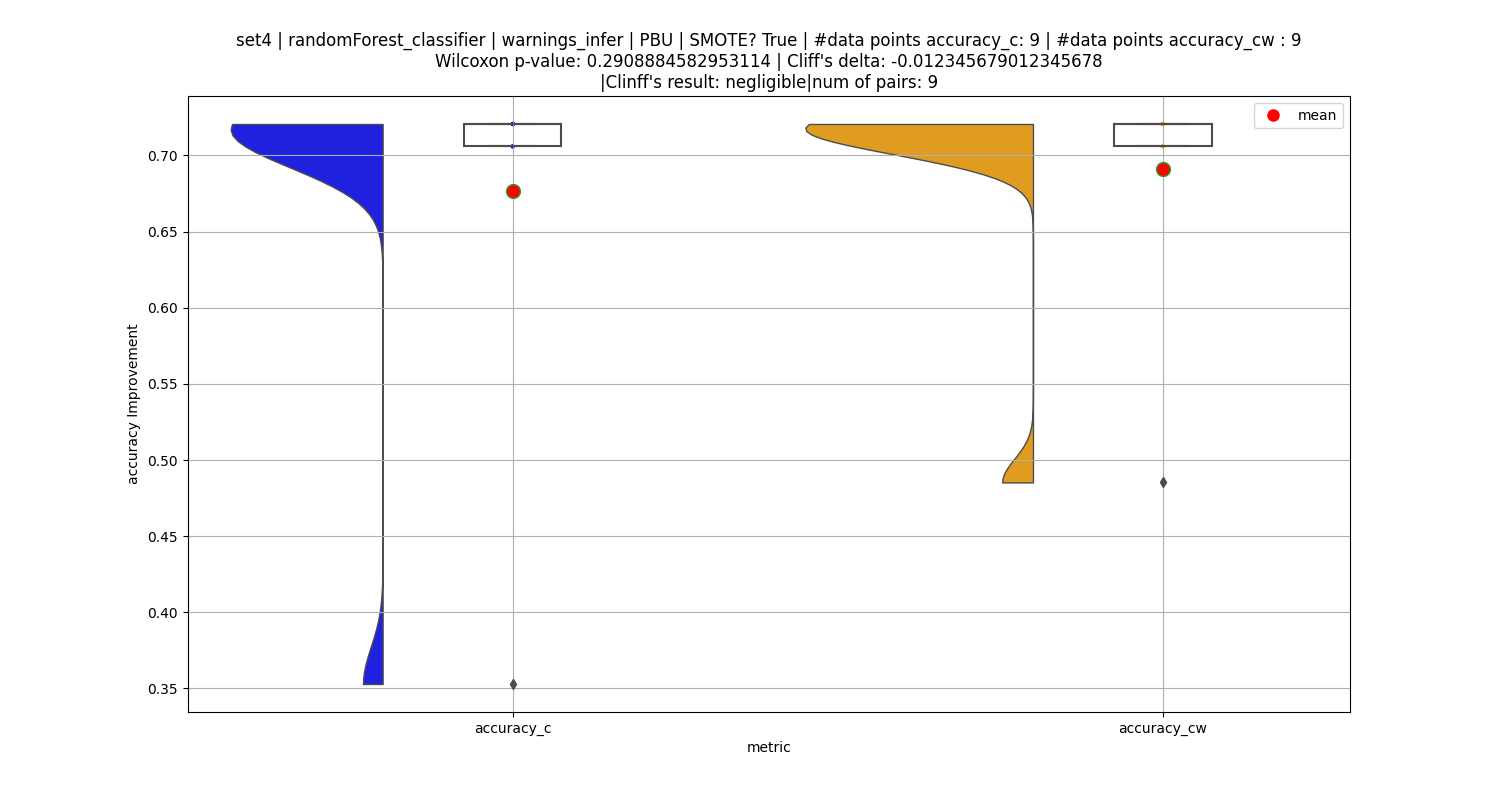 set4 | randomForest_classifier | warnings_infer | PBU | SMOTE? True | #data points accuracy_c: 9 | #data points accuracy_cw : 9
Wilcoxon p-value: 0.2908884582953114 | Cliff's delta: -0.012345679012345678
|Clinff's result: negligible|num of pairs: 9
mean
0.70
0.65
0.60
0.55
0.50
0.45
0.40
0.35
accuracy Improvement
accuracy_c
accuracy_cw
metric